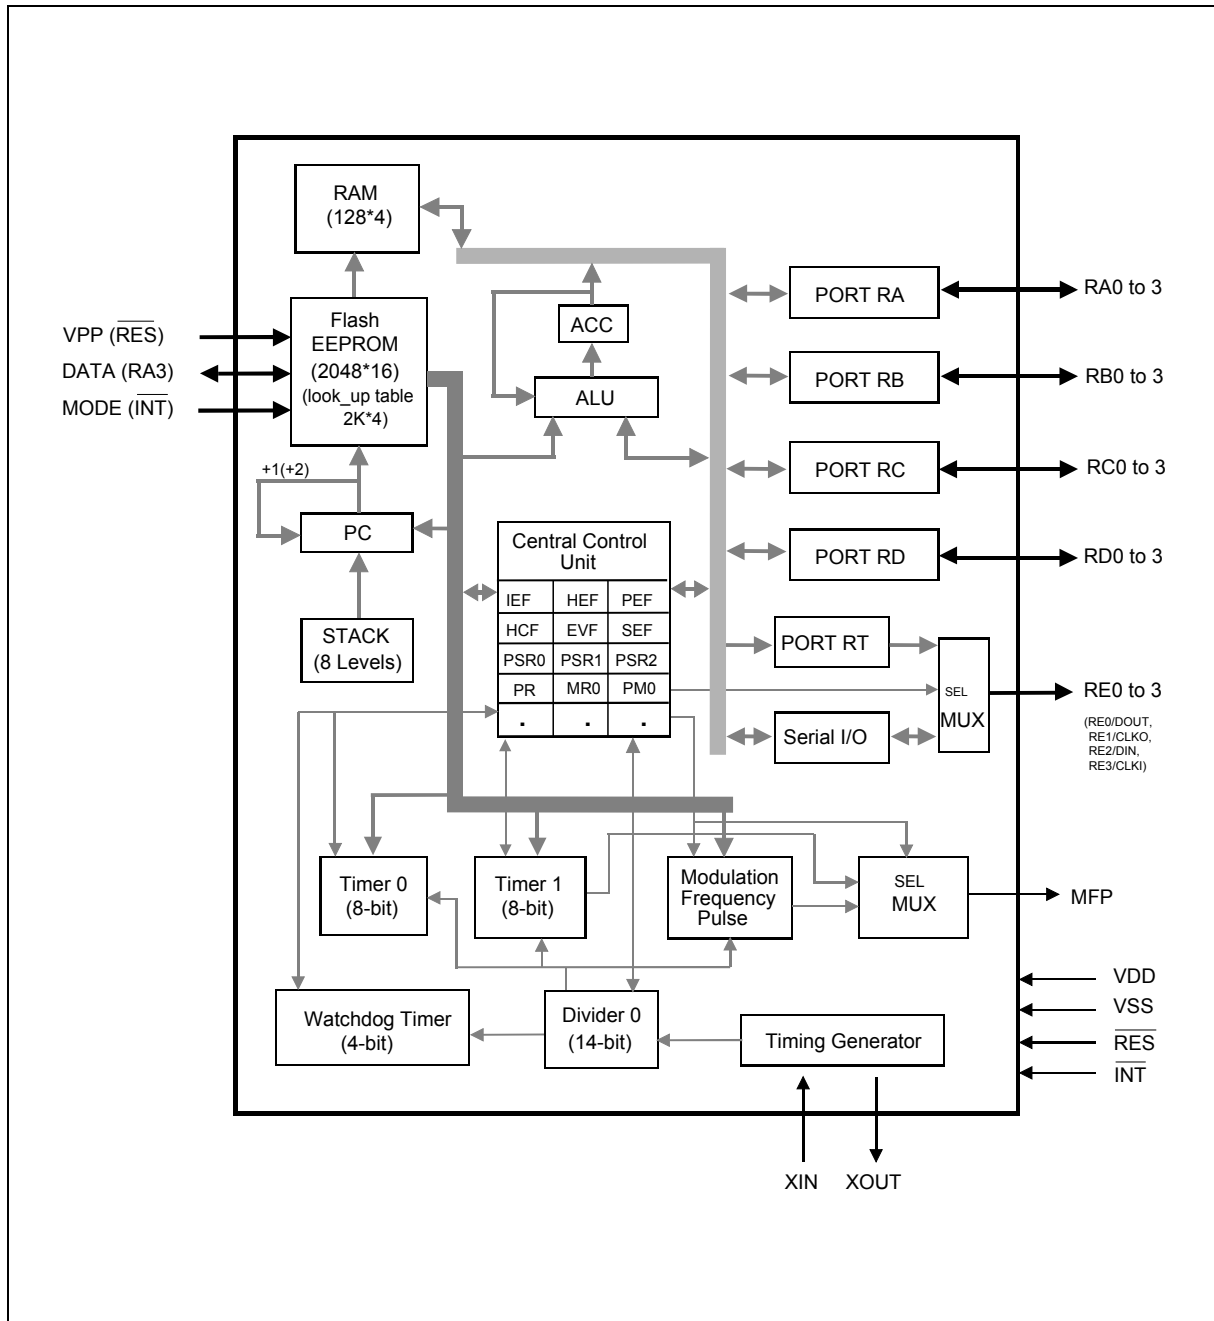 RAM
(128*4)
VPP (RES)
DATA (RA3)
MODE (INT)
Flash
EEPROM
(2048*16)
(look_up table
2K*4)
ACC
ALU
+1(+2)
PC
STACK
(8 Levels)
Central Control
Unit
IEF HEF PEF
HCF EVF SEF
PSR0 PSR1 PSR2
PR MR0 PM0
. . .
PORT RA
RA0 to 3
PORT RB
RB0 to 3
PORT RC
RC0 to 3
PORT RD
RD0 to 3
PORT RT
Serial I/O
SEL
MUX
RE0 to 3
(RE0/DOUT,
RE1/CLKO,
RE2/DIN,
RE3/CLKI)
Timer 0
(8-bit)
Timer 1
(8-bit)
Modulation
Frequency
Pulse
SEL
MUX
MFP
Watchdog Timer
(4-bit)
Divider 0
(14-bit)
Timing Generator
VDD
VSS
RES
INT
XIN XOUT